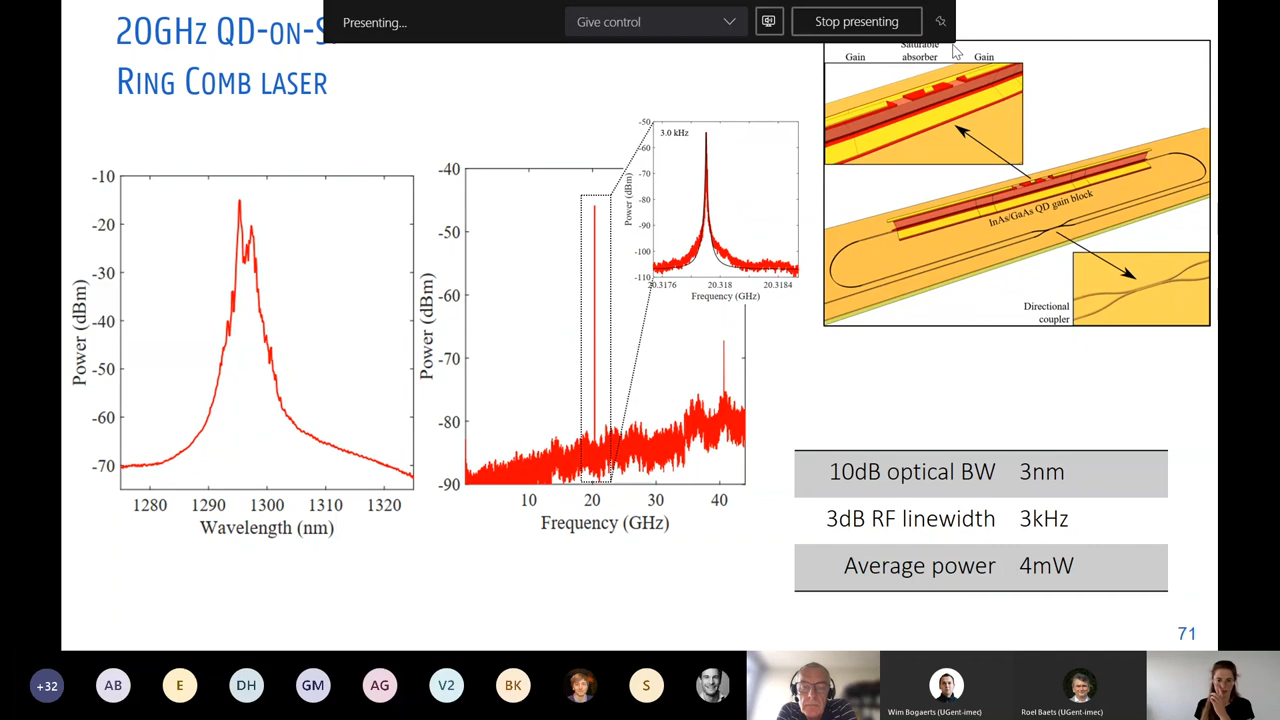 Presenting...
Give control
Stop presenting
20GHz QD-on-S
Ring Comb laser
-10
-20
-30
-40
-50
-60
-70
Power (dBm)
1280
1290
1300
1310
1320
Wavelength (nm)
-40
-50
-60
-70
-80
-90
Power (dBm)
10
20
30
40
Frequency (GHz)
3.0 kHz
-50
-60
-70
-80
-90
-100
-110
Power (dBm)
20.3176
20.318
20.3184
Frequency (GHz)
Gain
Saturable
absorber
Gain
InAs/GaAs QD gain block
Directional
coupler
10dB optical BW 3nm
3dB RF linewidth 3kHz
Average power 4mW
71
+32
AB
E
DH
GM
AG
V2
BK
S
Wim Bogaerts (UGent-imec)
Roel Baets (UGent-imec)